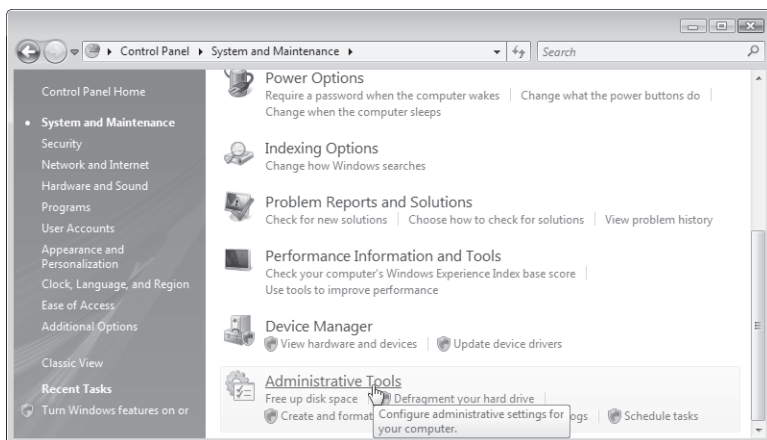 Control Panel System and Maintenance Search
Control Panel Home
System and Maintenance
Security
Network and Internet
Hardware and Sound
Programs
User Accounts
Appearance and
Personalization
Clock, Language, and Region
Ease of Access
Additional Options
Classic View
Recent Tasks
Turn Windows features on or
Power Options
Require a password when the computer wakes Change what the power buttons do
Change when the computer sleeps
Indexing Options
Change how Windows searches
Problem Reports and Solutions
Check for new solutions Choose how to check for solutions View problem history
Performance Information and Tools
Check your computer's Windows Experience Index base score
Use tools to improve performance
Device Manager
View hardware and devices Update device drivers
Administrative Tools
Free up disk space Defragment your hard drive
Create and format ogs Schedule tasks
Configure administrative settings for
your computer.